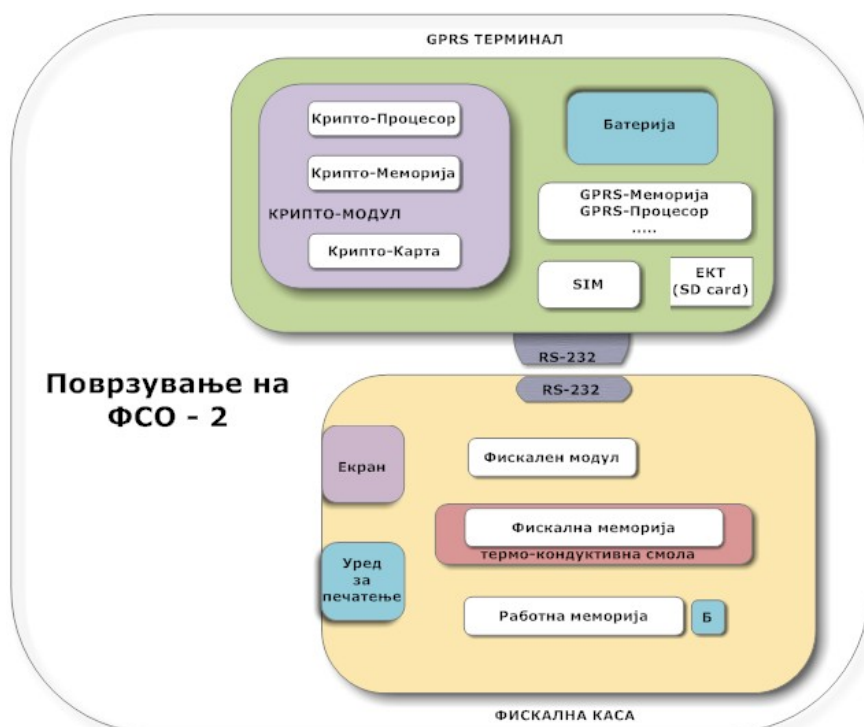 GPRS ТЕРМИНАЛ
Крипто-Процесор
Батерија
Крипто-Меморија
GPRS-Меморија
GPRS-Процесор
.....
КРИПТО-МОДУЛ
Крипто-Карта
SIM
ЕКТ
(SD card)
RS-232
RS-232
Поврзување на
ФСО - 2
Екран
Фискален модул
Фискална меморија
термо-кондуктивна смола
Уред
за
печатење
Работна меморија
Б
ФИСКАЛНА КАСА